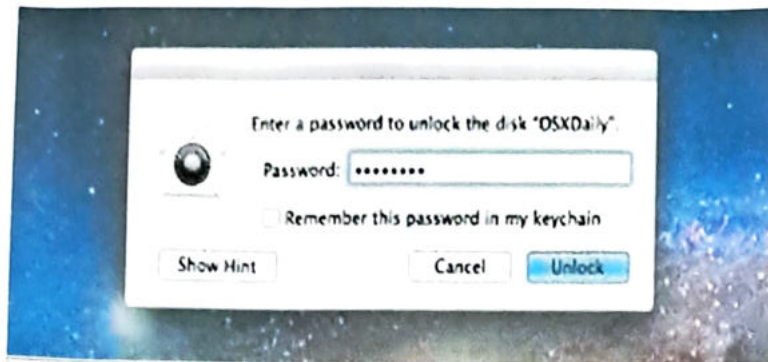 Enter a password to unlock the disk "OSXDaily".
Password: ••••••••
Remember this password in my keychain
Show Hint Cancel Unlock